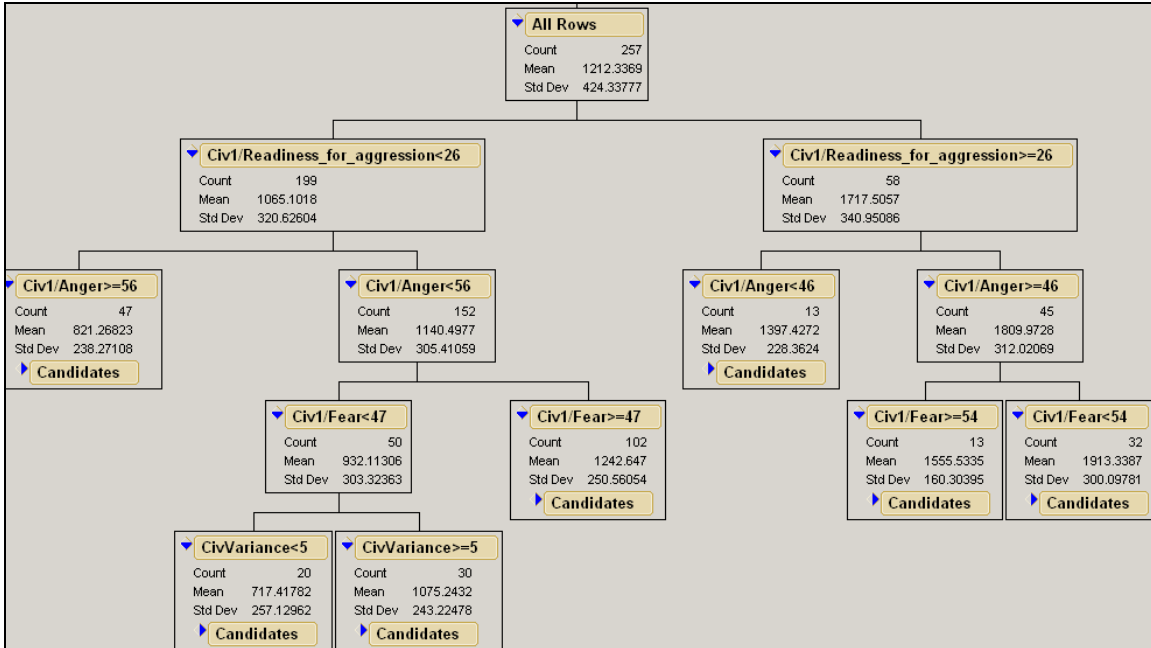 All Rows
Count 257
Mean 1212.3369
Std Dev 424.33777
Civ1/Readiness_for_aggression<26
Count 199
Mean 1065.1018
Std Dev 320.62604
Civ1/Readiness_for_aggression>=26
Count 58
Mean 1717.5057
Std Dev 340.95086
Civ1/Anger>=56
Count 47
Mean 821.26823
Std Dev 238.27108
Candidates
Civ1/Anger<56
Count 152
Mean 1140.4977
Std Dev 305.41059
Civ1/Anger<46
Count 13
Mean 1397.4272
Std Dev 228.3624
Candidates
Civ1/Anger>=46
Count 45
Mean 1809.9728
Std Dev 312.02069
Civ1/Fear<47
Count 50
Mean 932.11306
Std Dev 303.32363
Civ1/Fear>=47
Count 102
Mean 1242.647
Std Dev 250.56054
Candidates
Civ1/Fear>=54
Count 13
Mean 1555.5335
Std Dev 160.30395
Candidates
Civ1/Fear<54
Count 32
Mean 1913.3387
Std Dev 300.09781
Candidates
CivVariance<5
Count 20
Mean 717.41782
Std Dev 257.12962
Candidates
CivVariance>=5
Count 30
Mean 1075.2432
Std Dev 243.22478
Candidates